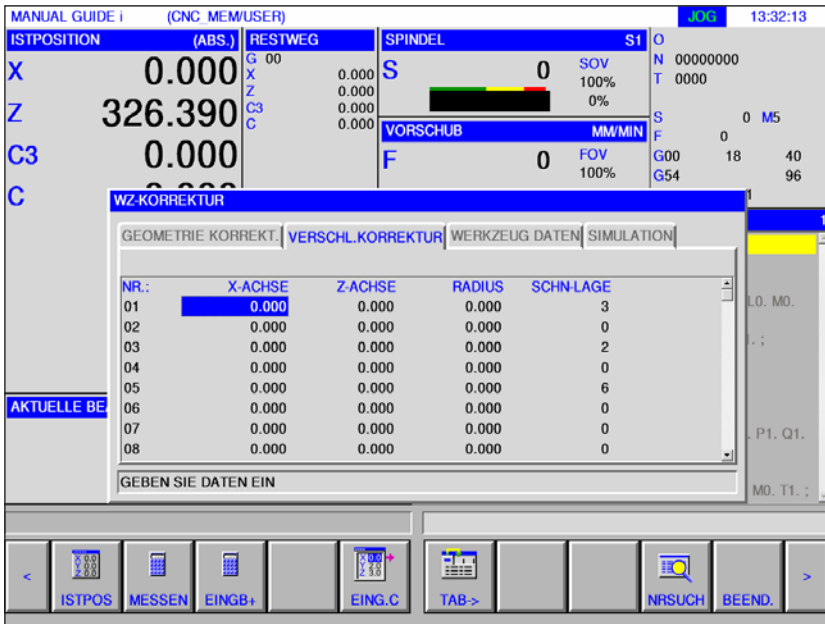 MANUAL GUIDE i (CNC_MEM/USER) JOG 13:32:13
ISTPOSITION (ABS.)
X 0.000
Z 326.390
C3 0.000
C
RESTWEG
G 00
X 0.000
Z 0.000
C3 0.000
C 0.000
SPINDEL S1
S 0 SOV
100%
0%
VORSCHUB MM/MIN
F 0 FOV
100%
O
N 00000000
T 0000
S 0 M5
F 0
G00 18 40
G54 96
1
1
WZ-KORREKTUR
GEOMETRIE KORREKT. VERSCHL.KORREKTUR WERKZEUG DATEN SIMULATION
NR.: X-ACHSE Z-ACHSE RADIUS SCHN-LAGE
01 0.000 0.000 0.000 3
02 0.000 0.000 0.000 0
03 0.000 0.000 0.000 2
04 0.000 0.000 0.000 0
05 0.000 0.000 0.000 6
06 0.000 0.000 0.000 0
07 0.000 0.000 0.000 0
08 0.000 0.000 0.000 0
GEBEN SIE DATEN EIN
L0. M0.
. ;
. P1. Q1.
M0. T1. ;
AKTUELLE BE
< ISTPOS MESSEN EINGB+ EING.C TAB-> NRSUCH BEEND. >